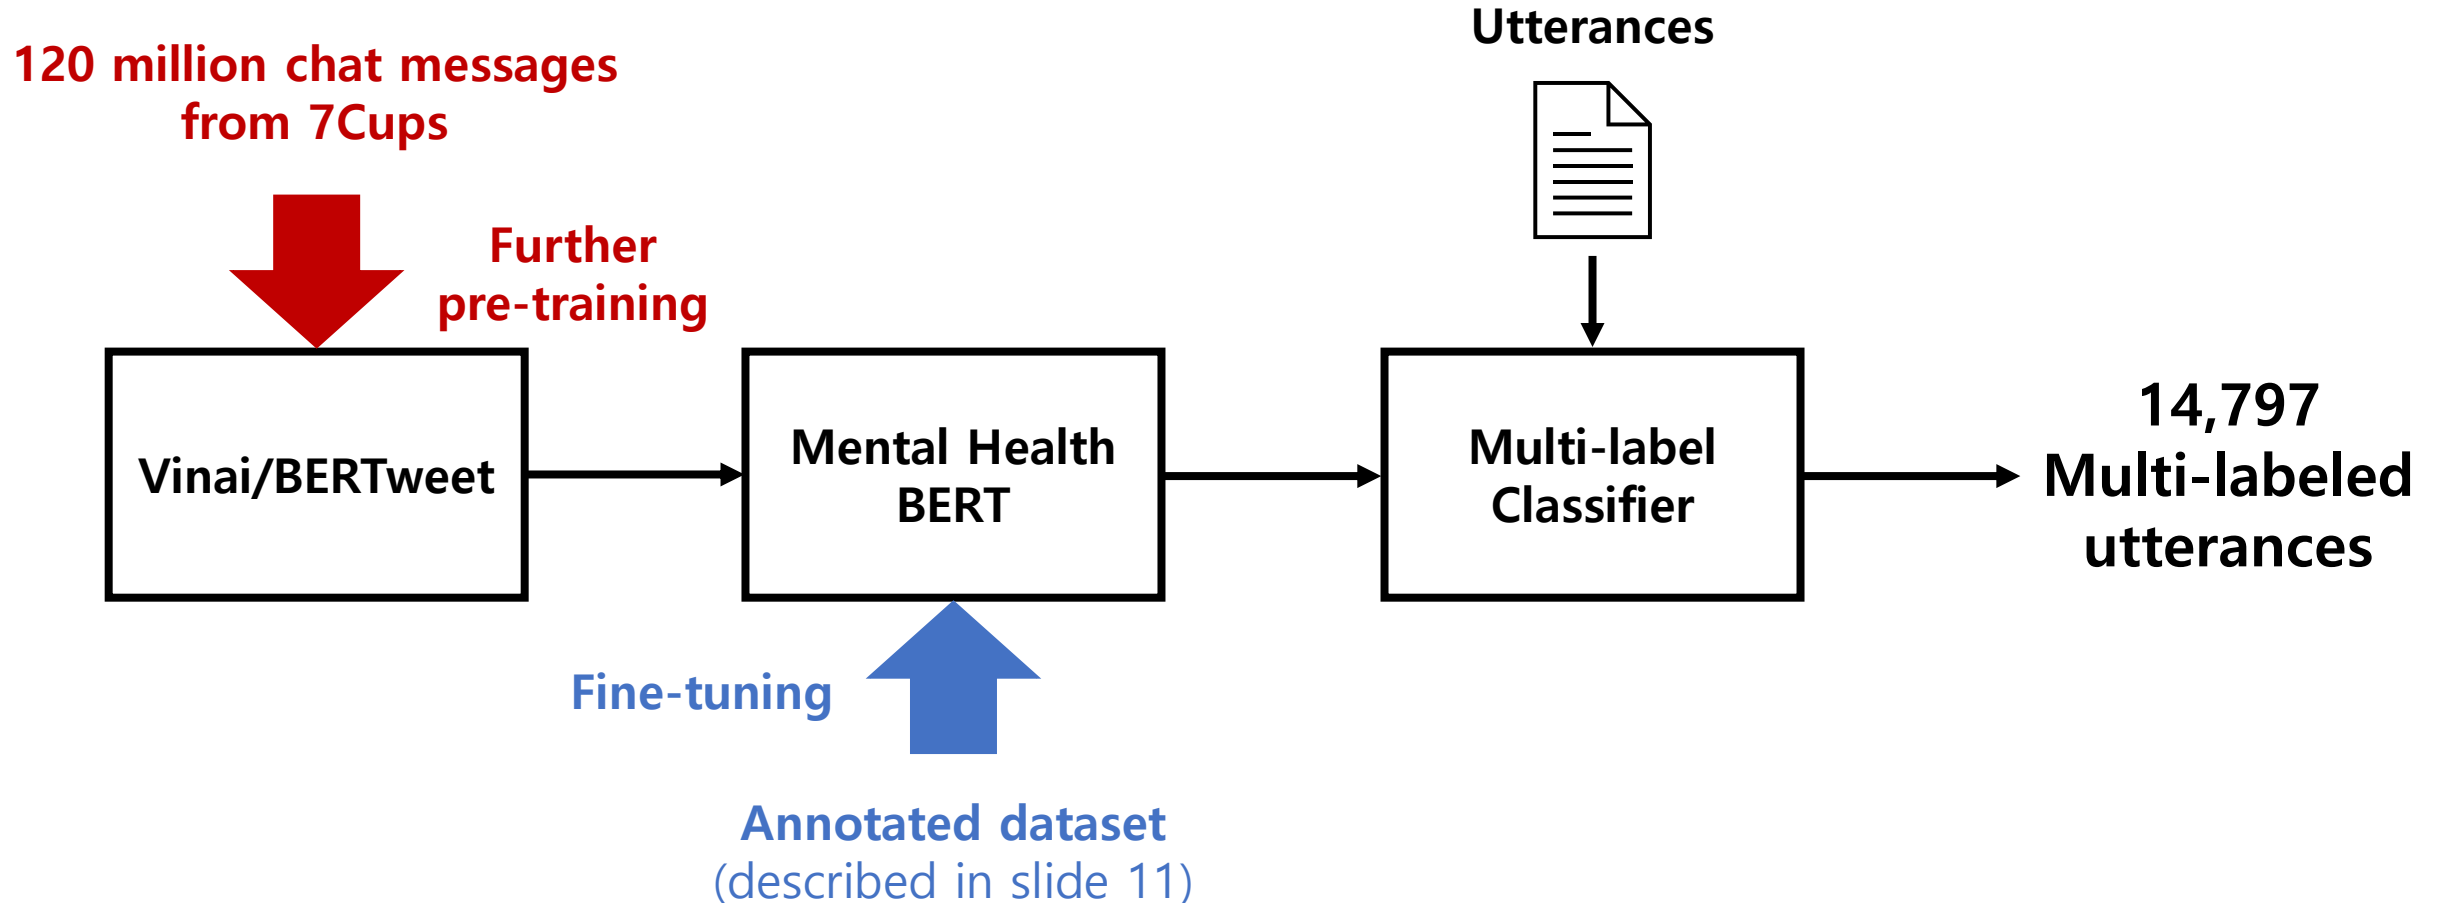 Utterances
120 million chat messages
from 7Cups
Further
pre-training
Vinai/BERTweet
Mental Health
BERT
Multi-label
Classifier
14,797
Multi-labeled
utterances
Fine-tuning
Annotated dataset
(described in slide 11)